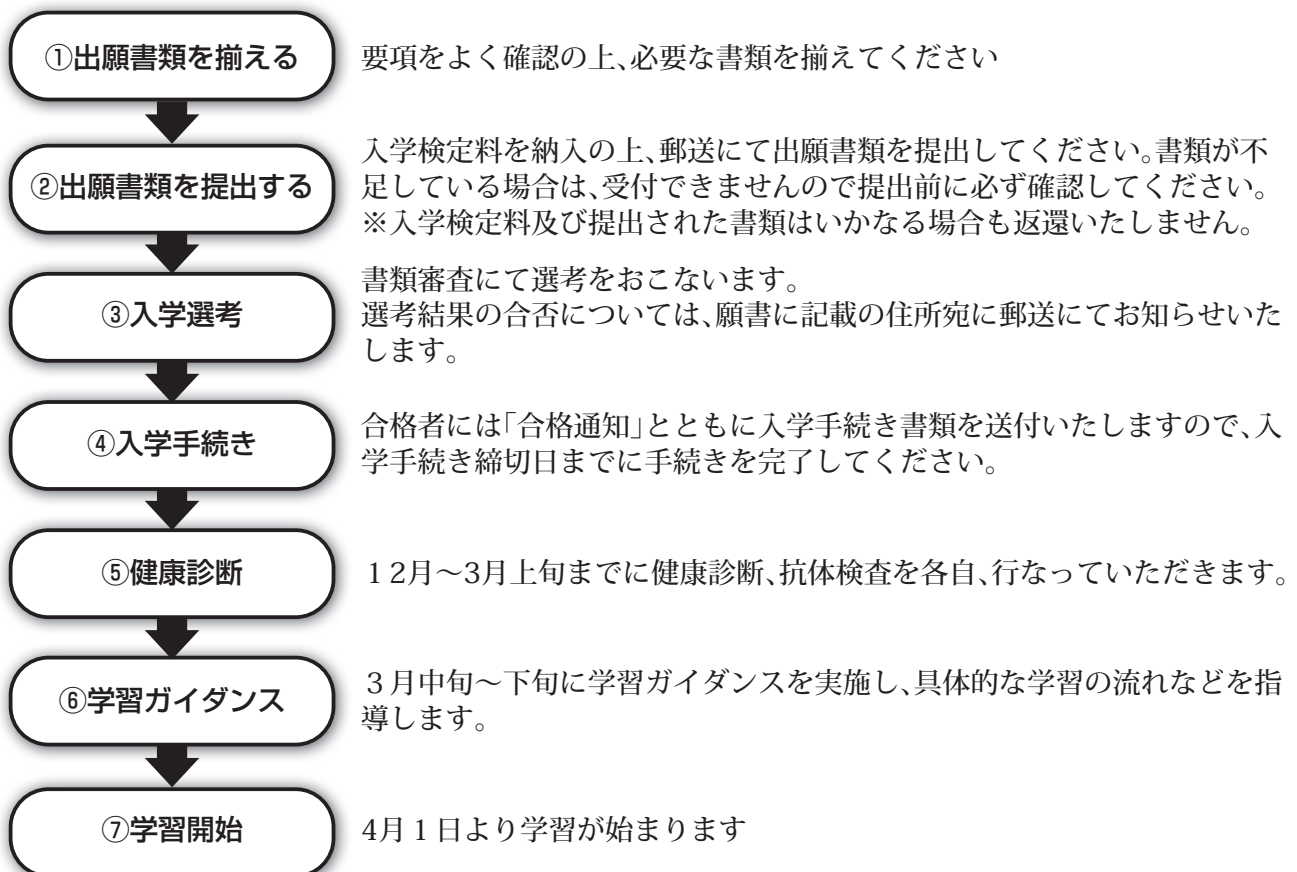 ①出願書類を揃える
要項をよく確認の上、必要な書類を揃えてください
②出願書類を提出する
入学検定料を納入の上、郵送にて出願書類を提出してください。書類が不
足している場合は、受付できませんので提出前に必ず確認してください。
※入学検定料及び提出された書類はいかなる場合も返還いたしません。
③入学選考
書類審査にて選考をおこないます。
選考結果の合否については、願書に記載の住所宛に郵送にてお知らせいた
します。
④入学手続き
合格者には「合格通知」とともに入学手続き書類を送付いたしますので、入
学手続き締切日までに手続きを完了してください。
⑤健康診断
12月～3月上旬までに健康診断、抗体検査を各自、行なっていただきます。
⑥学習ガイダンス
３月中旬～下旬に学習ガイダンスを実施し、具体的な学習の流れなどを指
導します。
⑦学習開始
4月１日より学習が始まります